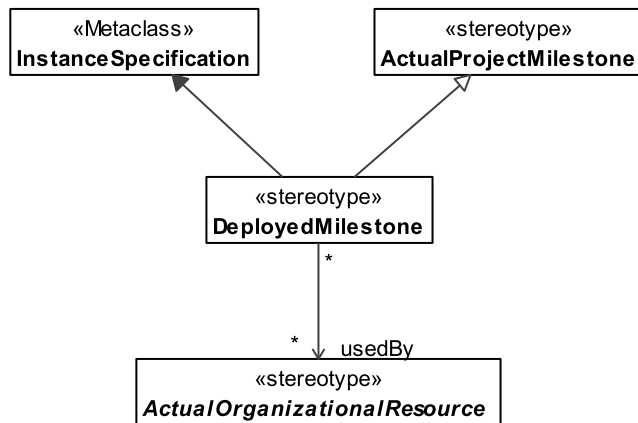 «Metaclass»
InstanceSpecification
«stereotype»
ActualProjectMilestone
«stereotype»
DeployedMilestone
*
*
usedBy
«stereotype»
ActualOrganizationalResource